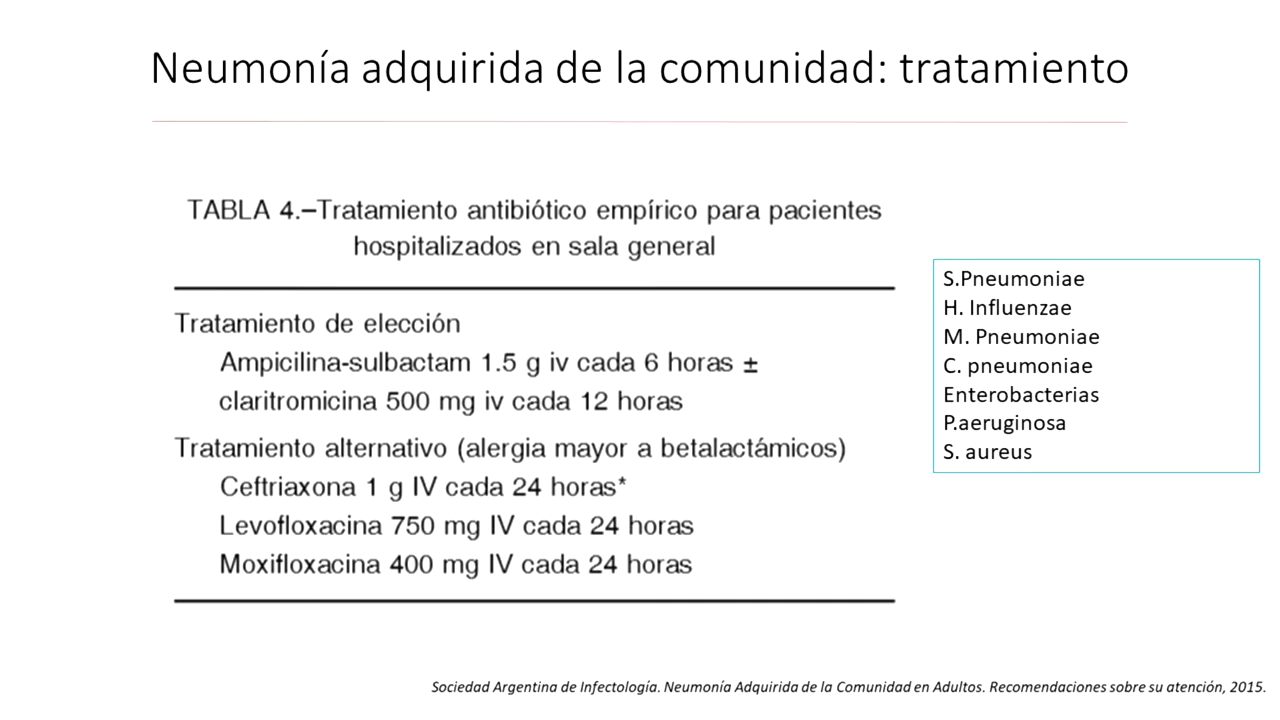 Neumonía adquirida de la comunidad: tratamiento
TABLA 4.–Tratamiento antibiótico empírico para pacientes
hospitalizados en sala general
Tratamiento de elección
Ampicilina-sulbactam 1.5 g iv cada 6 horas ±
claritromicina 500 mg iv cada 12 horas
Tratamiento alternativo (alergia mayor a betalactámicos)
Ceftriaxona 1 g IV cada 24 horas*
Levofloxacina 750 mg IV cada 24 horas
Moxifloxacina 400 mg IV cada 24 horas
S.Pneumoniae
H. Influenzae
M. Pneumoniae
C. pneumoniae
Enterobacterias
P.aeruginosa
S. aureus
Sociedad Argentina de Infectología. Neumonía Adquirida de la Comunidad en Adultos. Recomendaciones sobre su atención, 2015.